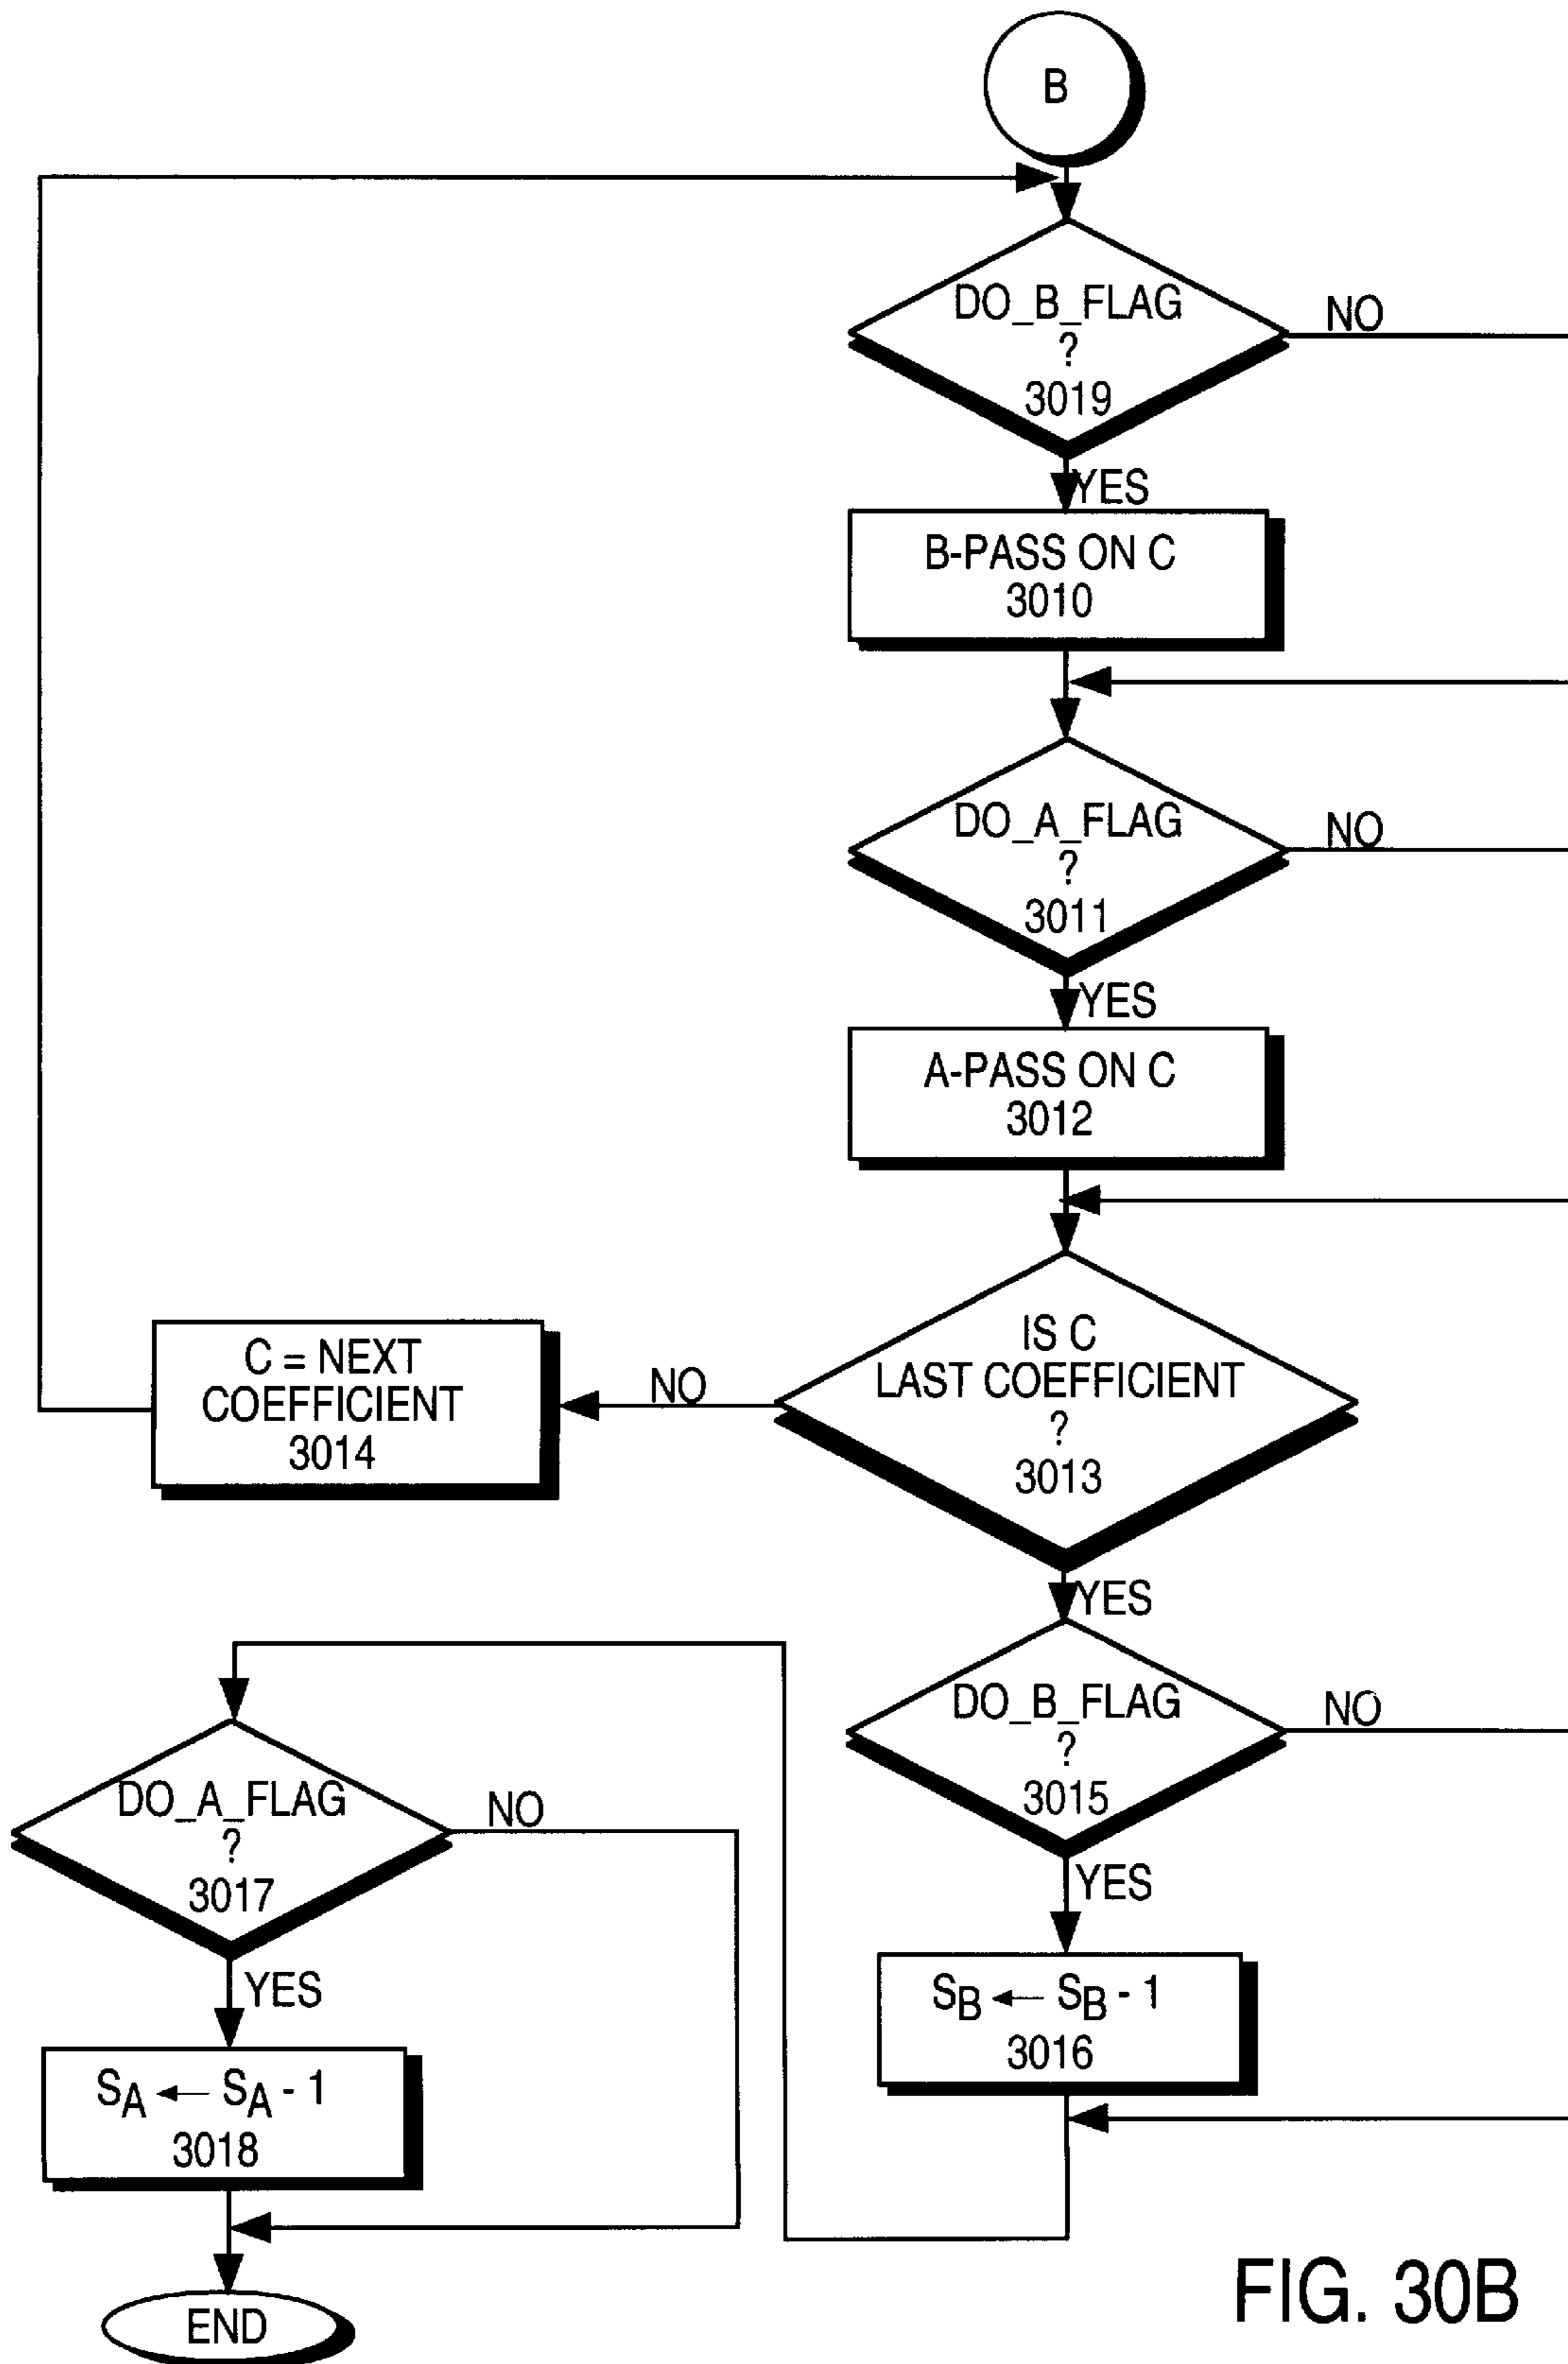 B
DO_B_FLAG
?
3019
NO
YES
B-PASS ON C
3010
DO_A_FLAG
?
3011
NO
YES
A-PASS ON C
3012
IS C
LAST COEFFICIENT
?
3013
NO
C = NEXT
COEFFICIENT
3014
YES
DO_B_FLAG
?
3015
NO
YES
SB ← SB - 1
3016
DO_A_FLAG
?
3017
NO
YES
SA ← SA - 1
3018
END
FIG. 30B